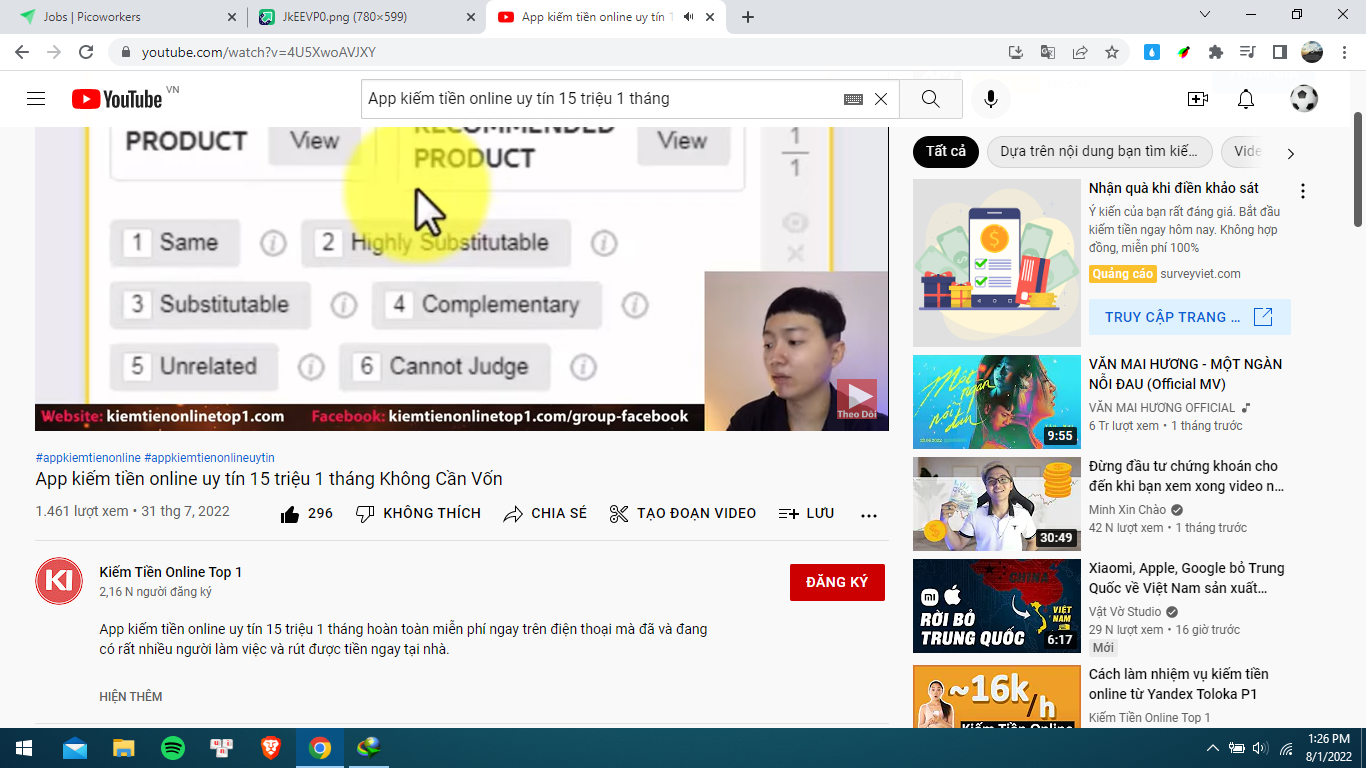 Jobs | Picoworkers
JkEEVP0.png (780×599)
App kiếm tiền online uy tín 1
youtube.com/watch?v=4U5XwoAVJXY
YouTube VN
App kiếm tiền online uy tín 15 triệu 1 tháng
PRODUCT
View
RECOMMENDED
PRODUCT
View
1
1
1 Same
2 Highly Substitutable
3 Substitutable
4 Complementary
5 Unrelated
6 Cannot Judge
Theo Dõi
Website: kiemtienonlinetop1.com Facebook: kiemtienonlinetop1.com/group-facebook
#appkiemtienonline #appkiemtienonlineuytin
App kiếm tiền online uy tín 15 triệu 1 tháng Không Cần Vốn
1.461 lượt xem • 31 thg 7, 2022
296
KHÔNG THÍCH
CHIA SẺ
TẠO ĐOẠN VIDEO
LƯU
KI
Kiếm Tiền Online Top 1
2,16 N người đăng ký
ĐĂNG KÝ
App kiếm tiền online uy tín 15 triệu 1 tháng hoàn toàn miễn phí ngay trên điện thoại mà đã và đang
có rất nhiều người làm việc và rút được tiền ngay tại nhà.
HIỆN THÊM
Tất cả
Dựa trên nội dung bạn tìm kiế...
Vide
Nhận quà khi điền khảo sát
Ý kiến của bạn rất đáng giá. Bắt đầu
kiếm tiền ngay hôm nay. Không hợp
đồng, miễn phí 100%
Quảng cáo surveyviet.com
TRUY CẬP TRANG ...
Một
ngàn
nỗi
đau
9:55
VĂN MAI HƯƠNG - MỘT NGÀN
NỖI ĐAU (Official MV)
VĂN MAI HƯƠNG OFFICIAL
6 Tr lượt xem • 1 tháng trước
30:49
Đừng đầu tư chứng khoán cho
đến khi bạn xem xong video n...
Minh Xin Chào
42 N lượt xem • 1 tháng trước
CHINA
VIỆT
NAM
RỜI BỎ
TRUNG QUỐC
6:17
Xiaomi, Apple, Google bỏ Trung
Quốc về Việt Nam sản xuất...
Vật Vờ Studio
29 N lượt xem • 16 giờ trước
Mới
~16k/h
Kiếm Tiền Online
Cách làm nhiệm vụ kiếm tiền
online từ Yandex Toloka P1
Kiếm Tiền Online Top 1
1:26 PM
8/1/2022